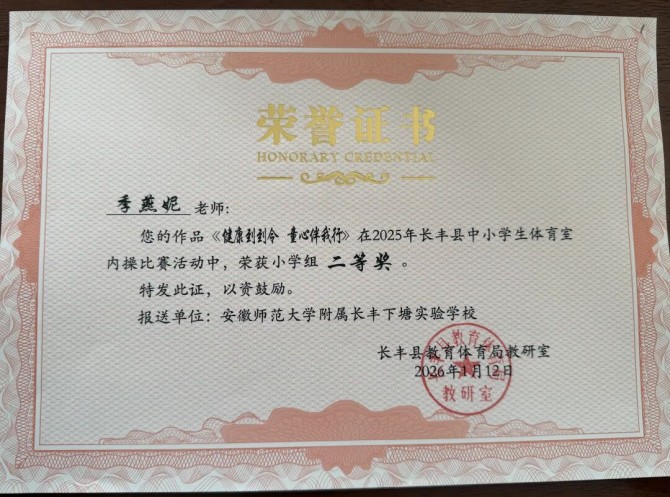 荣誉证书
HONORARY CREDENTIAL
季燕妮 老师：
您的作品《健康到到令 童心伴我行》在2025年长丰县中小学生体育室
内操比赛活动中，荣获小学组 二等奖 。
特发此证，以资鼓励。
报送单位：安徽师范大学附属长丰下塘实验学校
长丰县教育体育局教研室
2026年1月12日
教研室